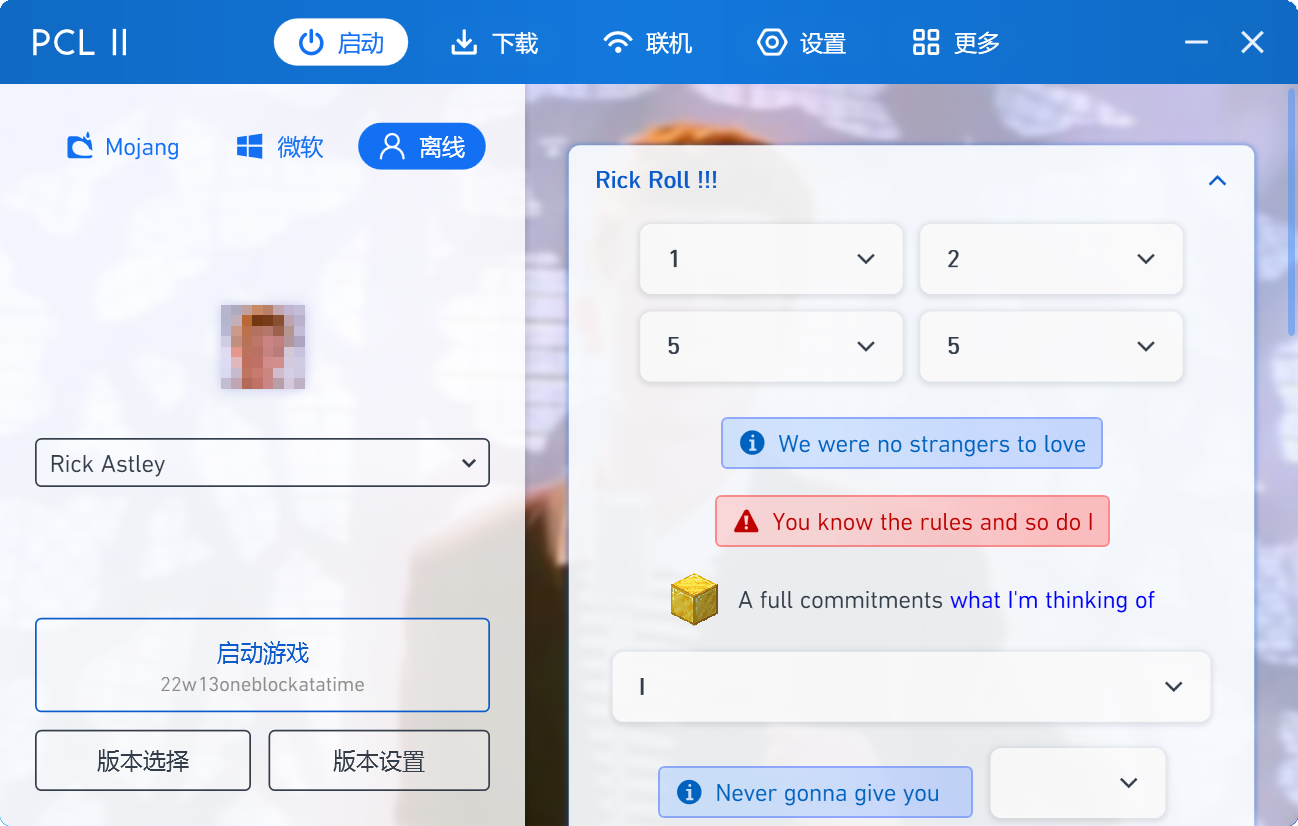 PCL II
启动
下载
联机
设置
更多
Mojang
微软
离线
Rick Astley
启动游戏
22w13oneblockatatime
版本选择
版本设置
Rick Roll !!!
1
2
5
5
We were no strangers to love
You know the rules and so do I
A full commitments what I'm thinking of
I
Never gonna give you